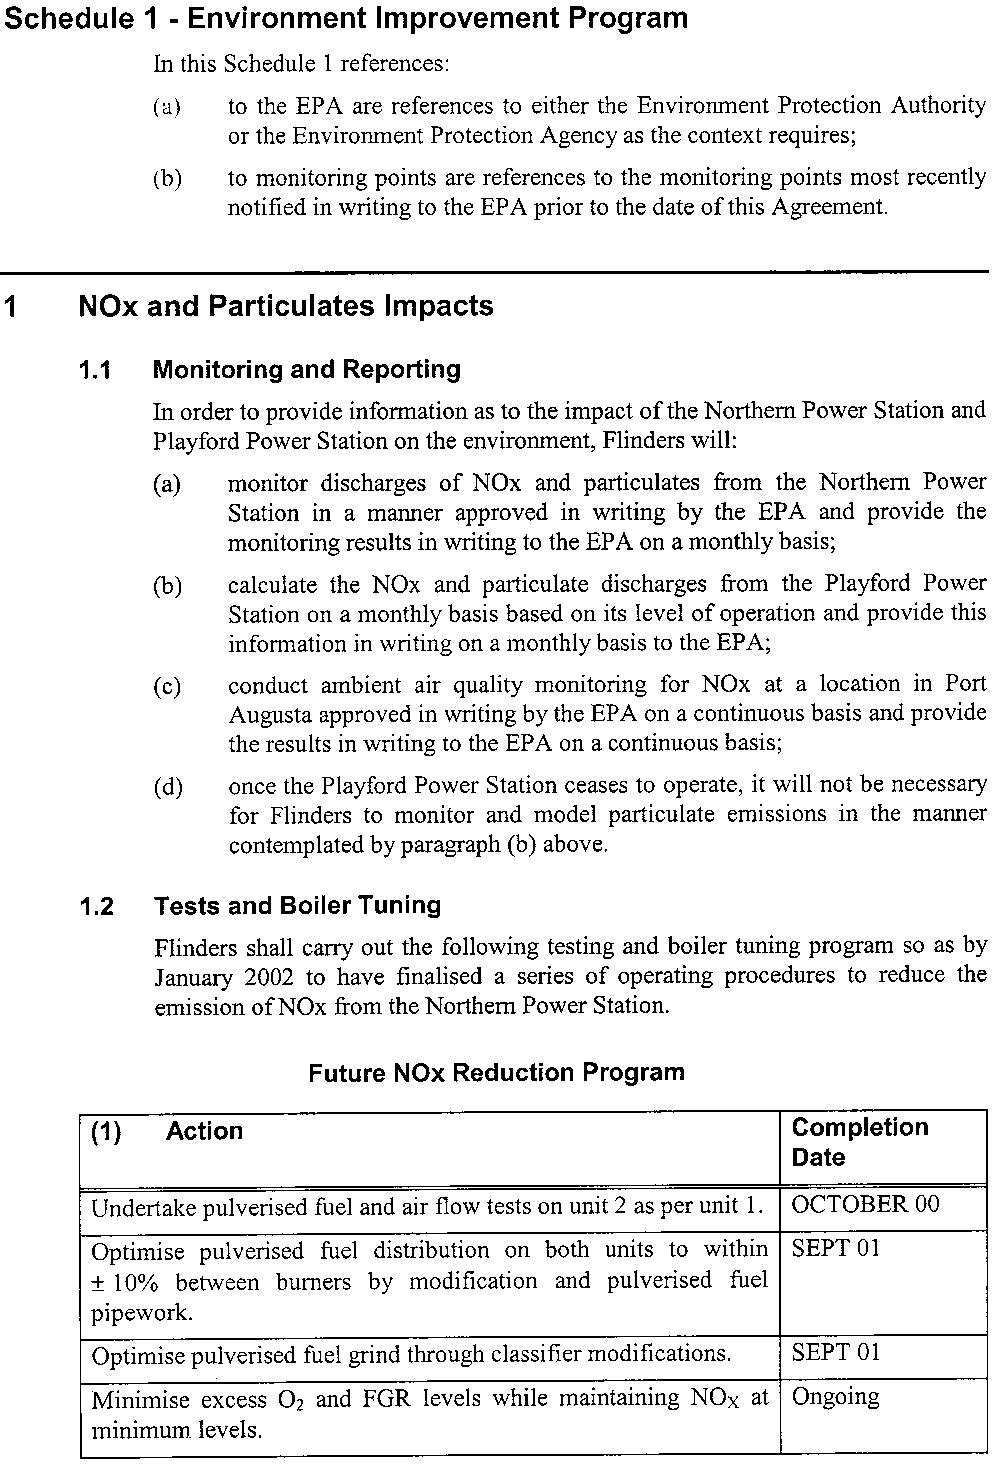 Schedule 1 - Environment Improvement Program
In this Schedule 1 references:
(a) to the EPA are references to either the Environment Protection Authority
or the Environment Protection Agency as the context requires;
(b) to monitoring points are references to the monitoring points most recently
notified in writing to the EPA prior to the date of this Agreement.
1 NOx and Particulates Impacts
1.1 Monitoring and Reporting
In order to provide information as to the impact of the Northern Power Station and
Playford Power Station on the environment, Flinders will:
(a) monitor discharges of NOx and particulates from the Northern Power
Station in a manner approved in writing by the EPA and provide the
monitoring results in writing to the EPA on a monthly basis;
(b) calculate the NOx and particulate discharges from the Playford Power
Station on a monthly basis based on its level of operation and provide this
information in writing on a monthly basis to the EPA;
(c) conduct ambient air quality monitoring for NOx at a location in Port
Augusta approved in writing by the EPA on a continuous basis and provide
the results in writing to the EPA on a continuous basis;
(d) once the Playford Power Station ceases to operate, it will not be necessary
for Flinders to monitor and model particulate emissions in the manner
contemplated by paragraph (b) above.
1.2 Tests and Boiler Tuning
Flinders shall carry out the following testing and boiler tuning program so as by
January 2002 to have finalised a series of operating procedures to reduce the
emission of NOx from the Northern Power Station.
Future NOx Reduction Program
(1) Action Completion
Date
Undertake pulverised fuel and air flow tests on unit 2 as per unit 1. OCTOBER 00
Optimise pulverised fuel distribution on both units to within SEPT 01
± 10% between burners by modification and pulverised fuel
pipework.
Optimise pulverised fuel grind through classifier modifications. SEPT 01
Minimise excess O2 and FGR levels while maintaining NOX at Ongoing
minimum levels.